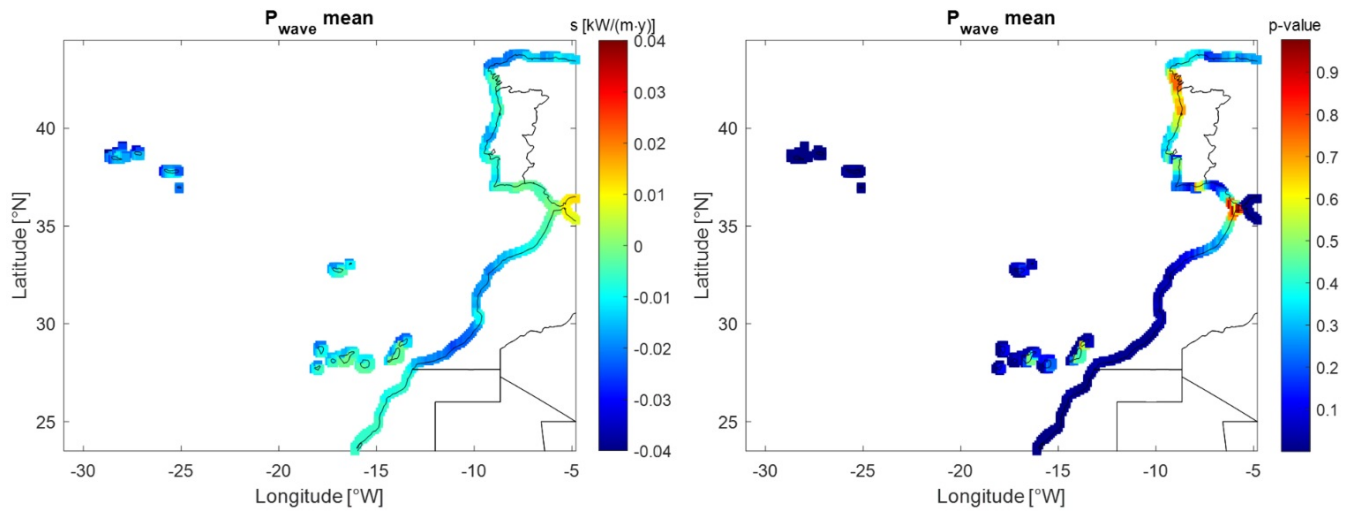 P_wave mean
s [kW/(m·y)]
0.04
0.03
0.02
0.01
0
-0.01
-0.02
-0.03
-0.04
40
35
30
25
Latitude [°N]
-30 -25 -20 -15 -10 -5
Longitude [°W]
P_wave mean
p-value
0.9
0.8
0.7
0.6
0.5
0.4
0.3
0.2
0.1
40
35
30
25
Latitude [°N]
-30 -25 -20 -15 -10 -5
Longitude [°W]